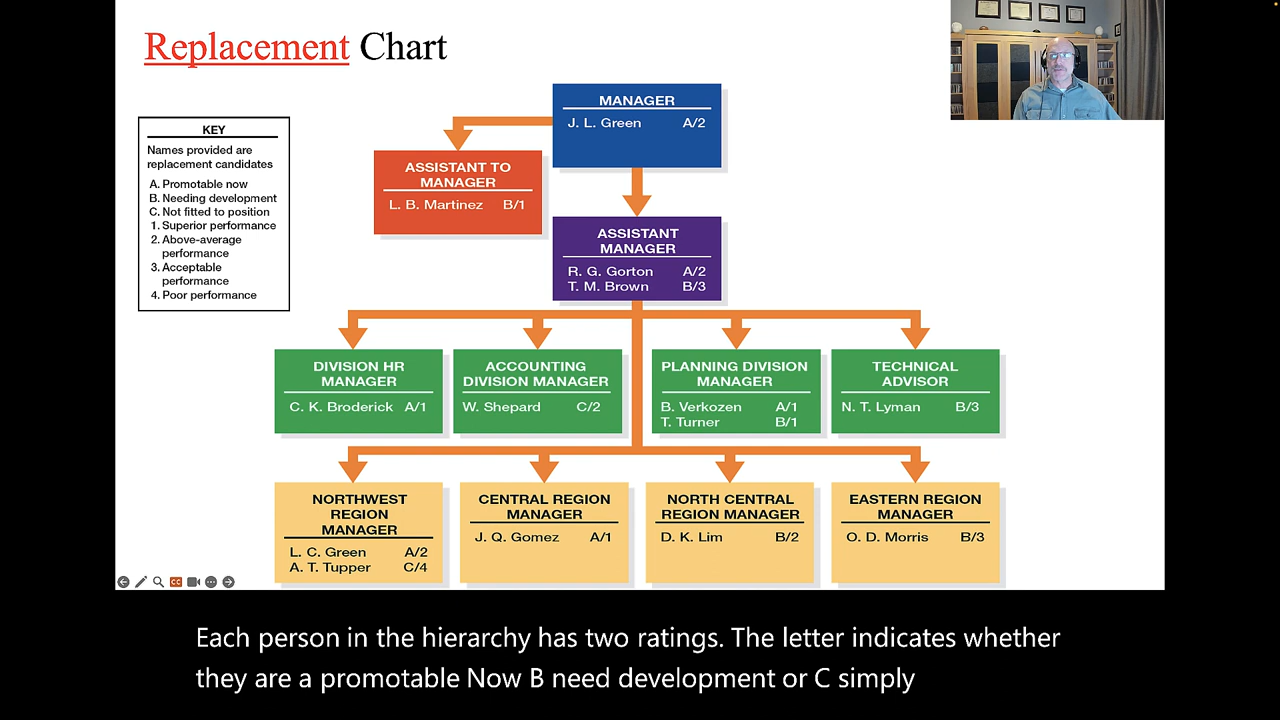 Replacement Chart
KEY
Names provided are
replacement candidates
A. Promotable now
B. Needing development
C. Not fitted to position
1. Superior performance
2. Above-average
performance
3. Acceptable
performance
4. Poor performance
MANAGER
J. L. Green A/2
ASSISTANT TO
MANAGER
L. B. Martinez B/1
ASSISTANT
MANAGER
R. G. Gorton A/2
T. M. Brown B/3
DIVISION HR
MANAGER
C. K. Broderick A/1
ACCOUNTING
DIVISION MANAGER
W. Shepard C/2
PLANNING DIVISION
MANAGER
B. Verkozen A/1
T. Turner B/1
TECHNICAL
ADVISOR
N. T. Lyman B/3
NORTHWEST
REGION
MANAGER
L. C. Green A/2
A. T. Tupper C/4
CENTRAL REGION
MANAGER
J. Q. Gomez A/1
NORTH CENTRAL
REGION MANAGER
D. K. Lim B/2
EASTERN REGION
MANAGER
O. D. Morris B/3
CC
Each person in the hierarchy has two ratings. The letter indicates whether
they are a promotable Now B need development or C simply